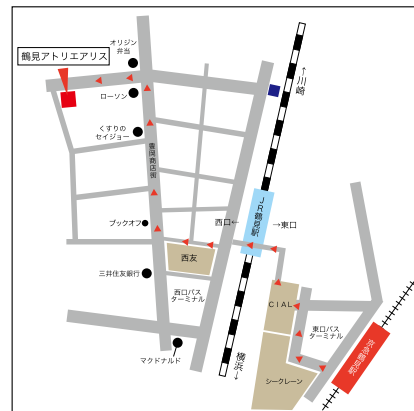 オリジン
弁当
鶴見アトリエアリス
←川崎
ローソン
くすりの
セイジョー
豊岡商店街
JR鶴見駅
ブックオフ
西口←
→東口
西友
三井住友銀行
西口バス
ターミナル
CIAL
東口バス
ターミナル
京急鶴見駅
マクドナルド
横浜→
シークレーン